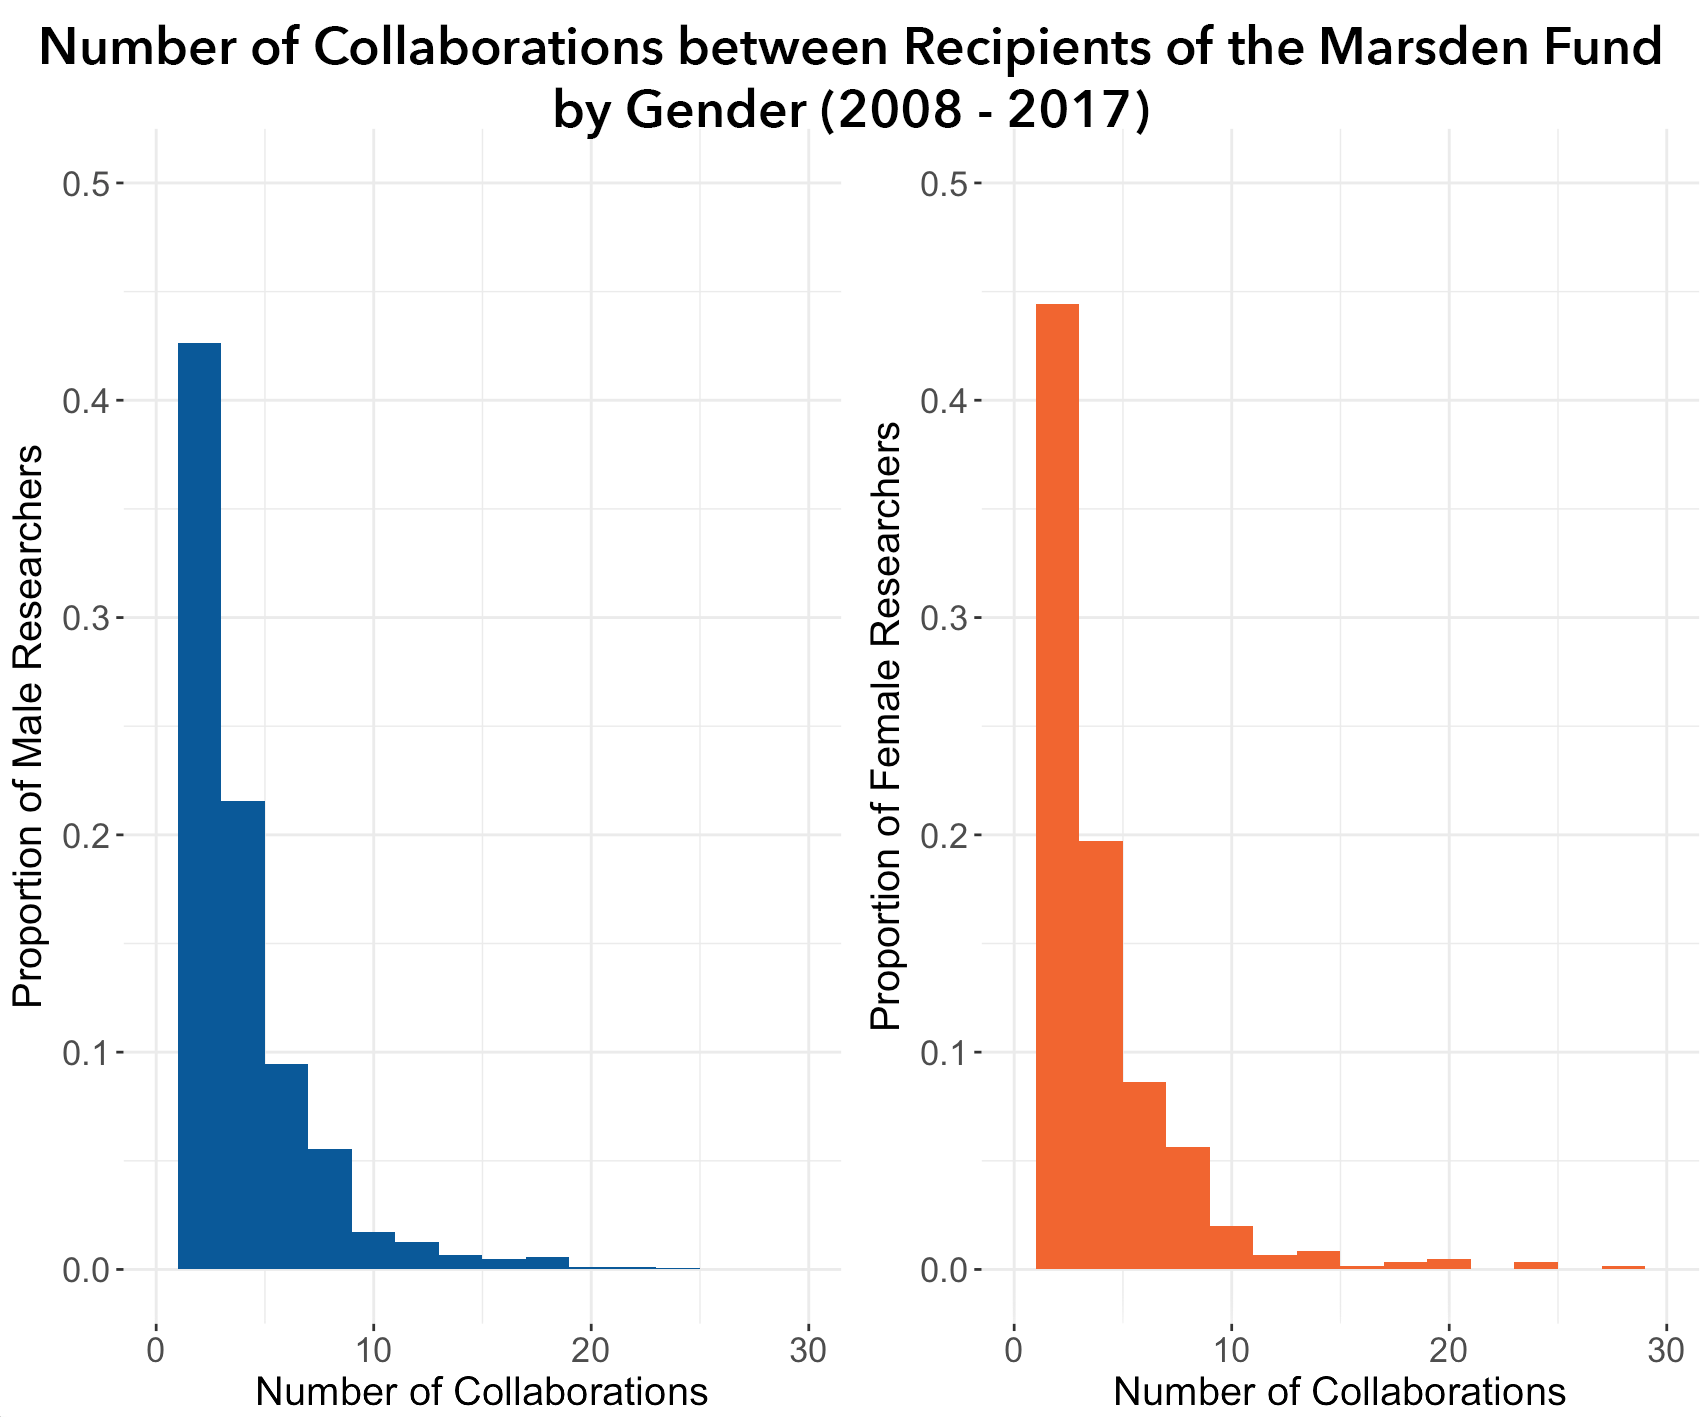 Number of Collaborations between Recipients of the Marsden Fund
by Gender (2008 - 2017)
Proportion of Male Researchers
0.5
0.4
0.3
0.2
0.1
0.0
0 10 20 30
Number of Collaborations
Proportion of Female Researchers
0.5
0.4
0.3
0.2
0.1
0.0
0 10 20 30
Number of Collaborations